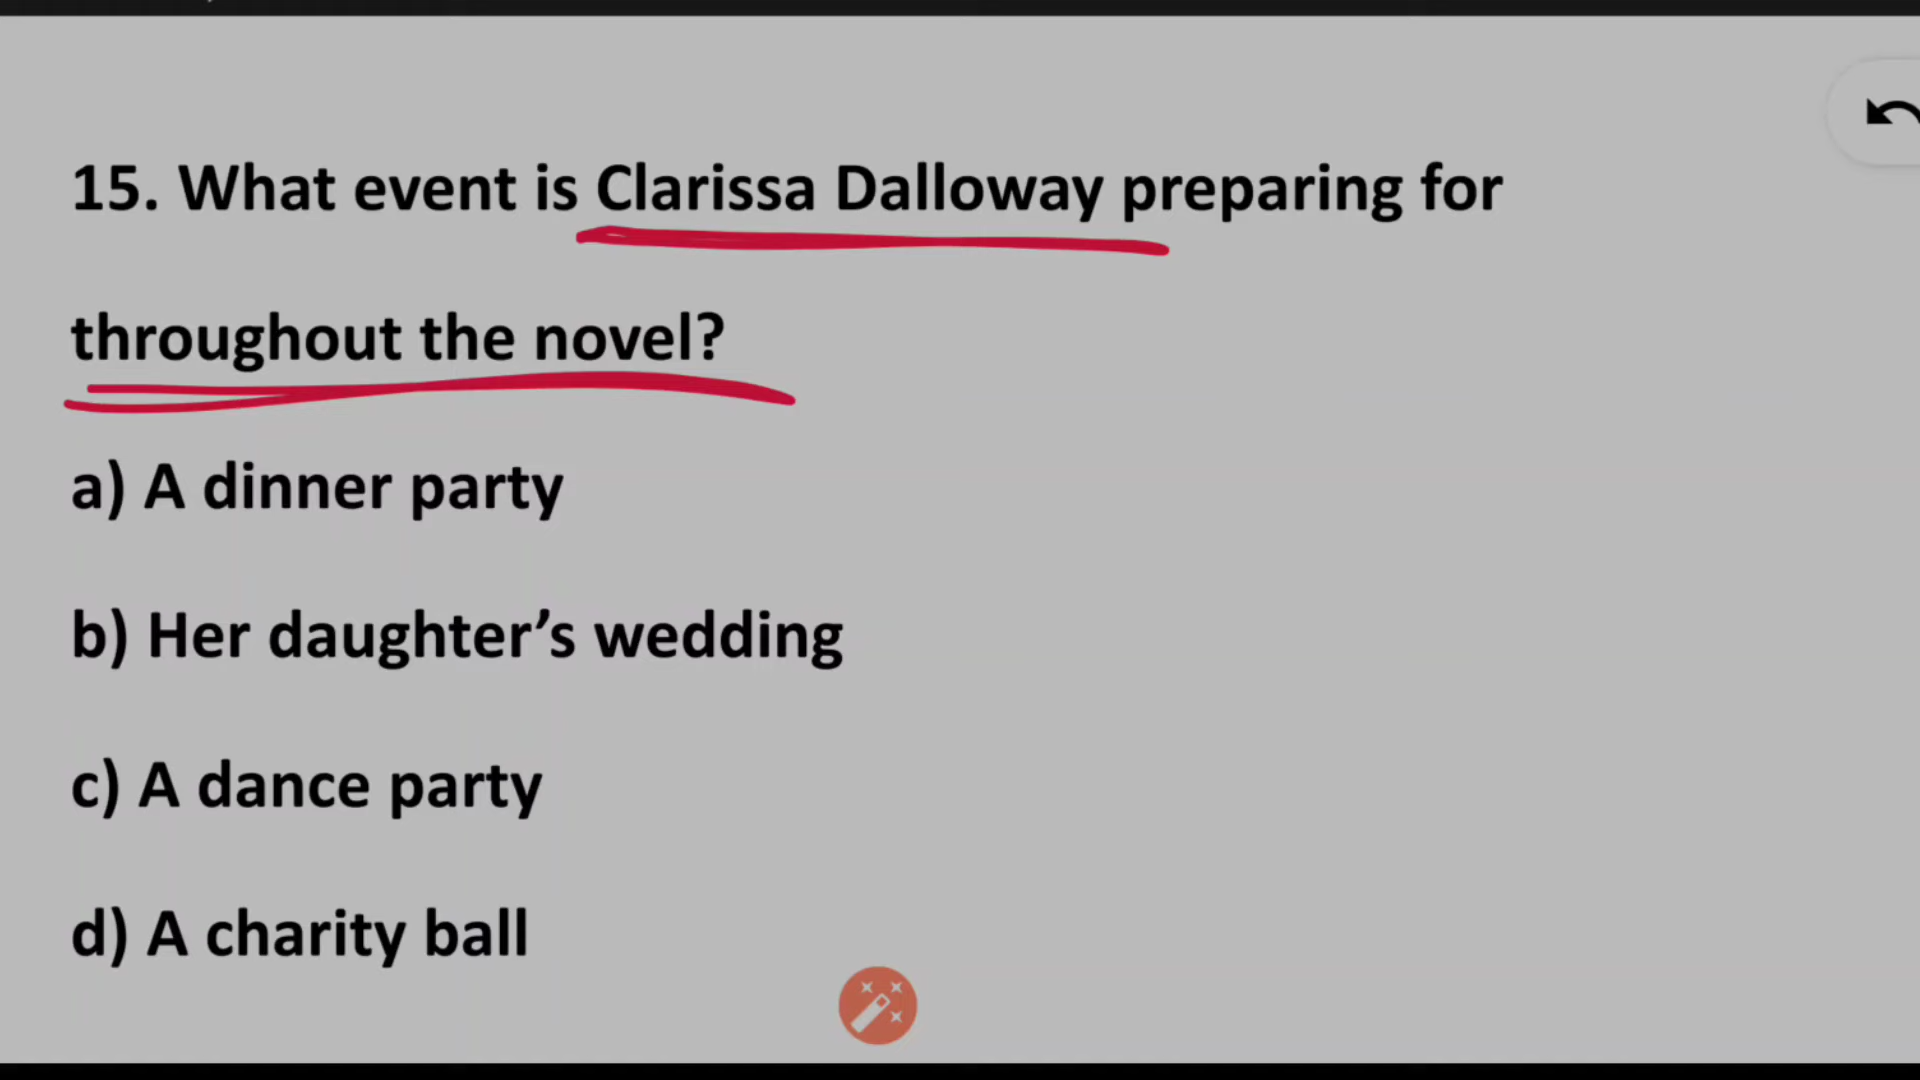 15. What event is Clarissa Dalloway preparing for
throughout the novel?
a) A dinner party
b) Her daughter’s wedding
c) A dance party
d) A charity ball